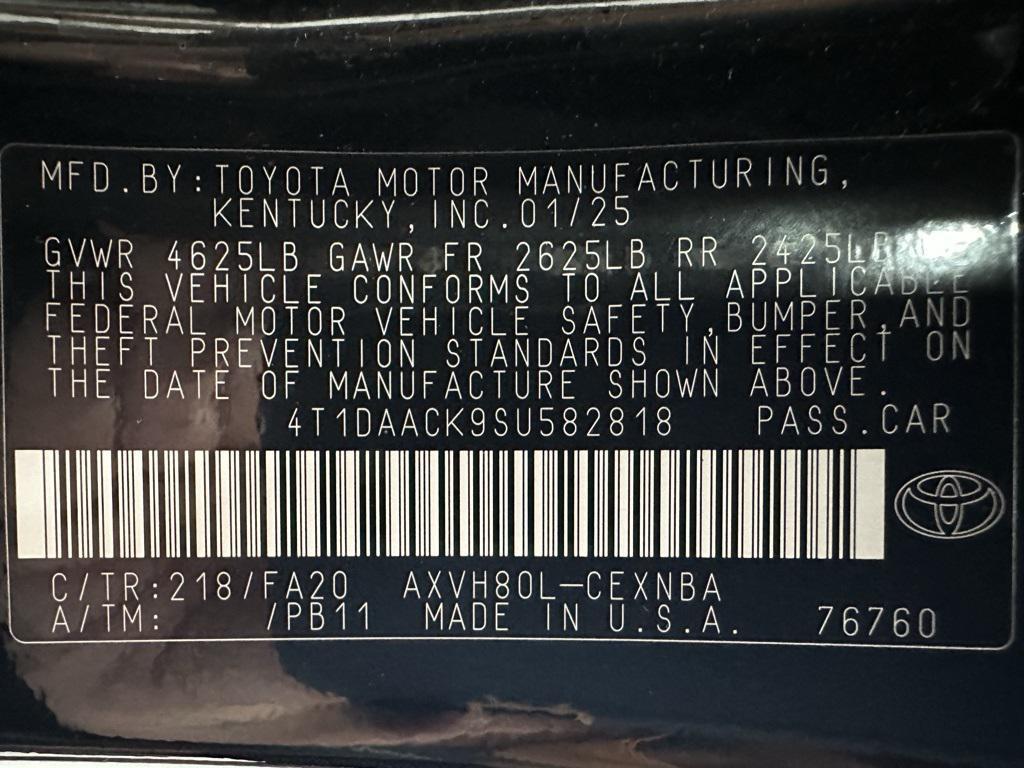 MFD.BY:TOYOTA MOTOR MANUFACTURING,
KENTUCKY,INC.01/25
GVWR 4625LB GAWR FR 2625LB RR 2425LB
THIS VEHICLE CONFORMS TO ALL APPLICABLE
FEDERAL MOTOR VEHICLE SAFETY,BUMPER,AND
THEFT PREVENTION STANDARDS IN EFFECT ON
THE DATE OF MANUFACTURE SHOWN ABOVE.
4T1DAACK9SU582818 PASS.CAR
C/TR:218/FA20 AXVH80L-CEXNBA
A/TM: /PB11 MADE IN U.S.A. 76760